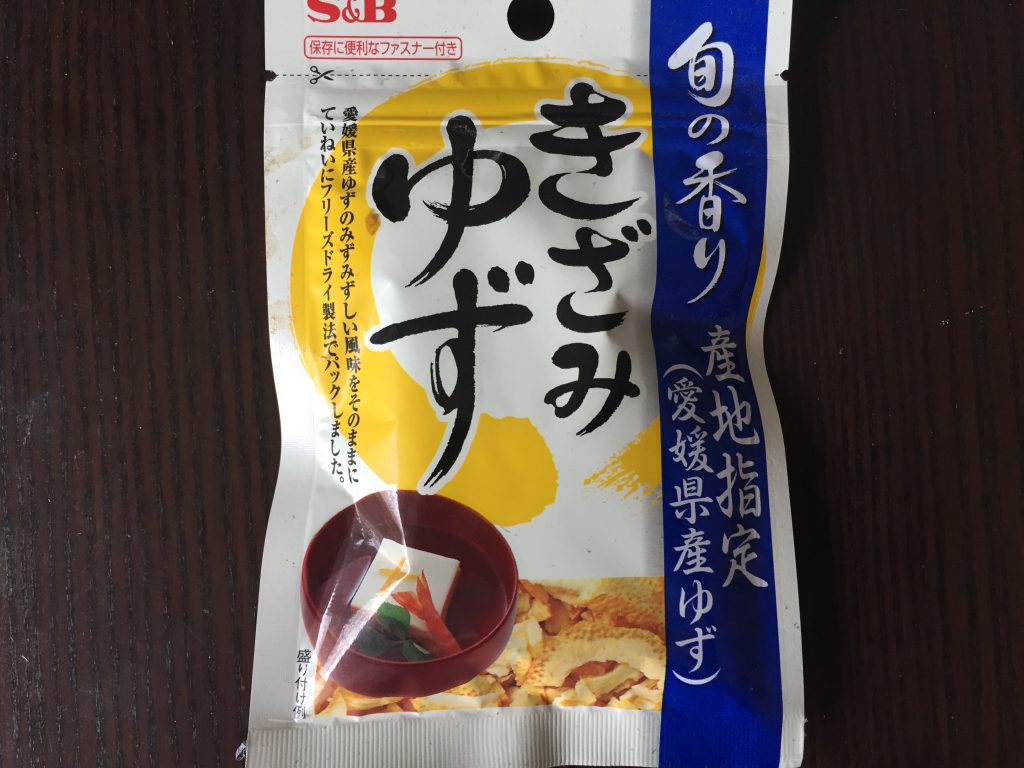 S&B
保存に便利なファスナー付き
旬の香り
産地指定
(愛媛県産ゆず)
きざみ
ゆず
愛媛県産ゆずのみずみずしい風味をそのままに
ていねいにフリーズドライ製法でパックしました。
盛り付け例